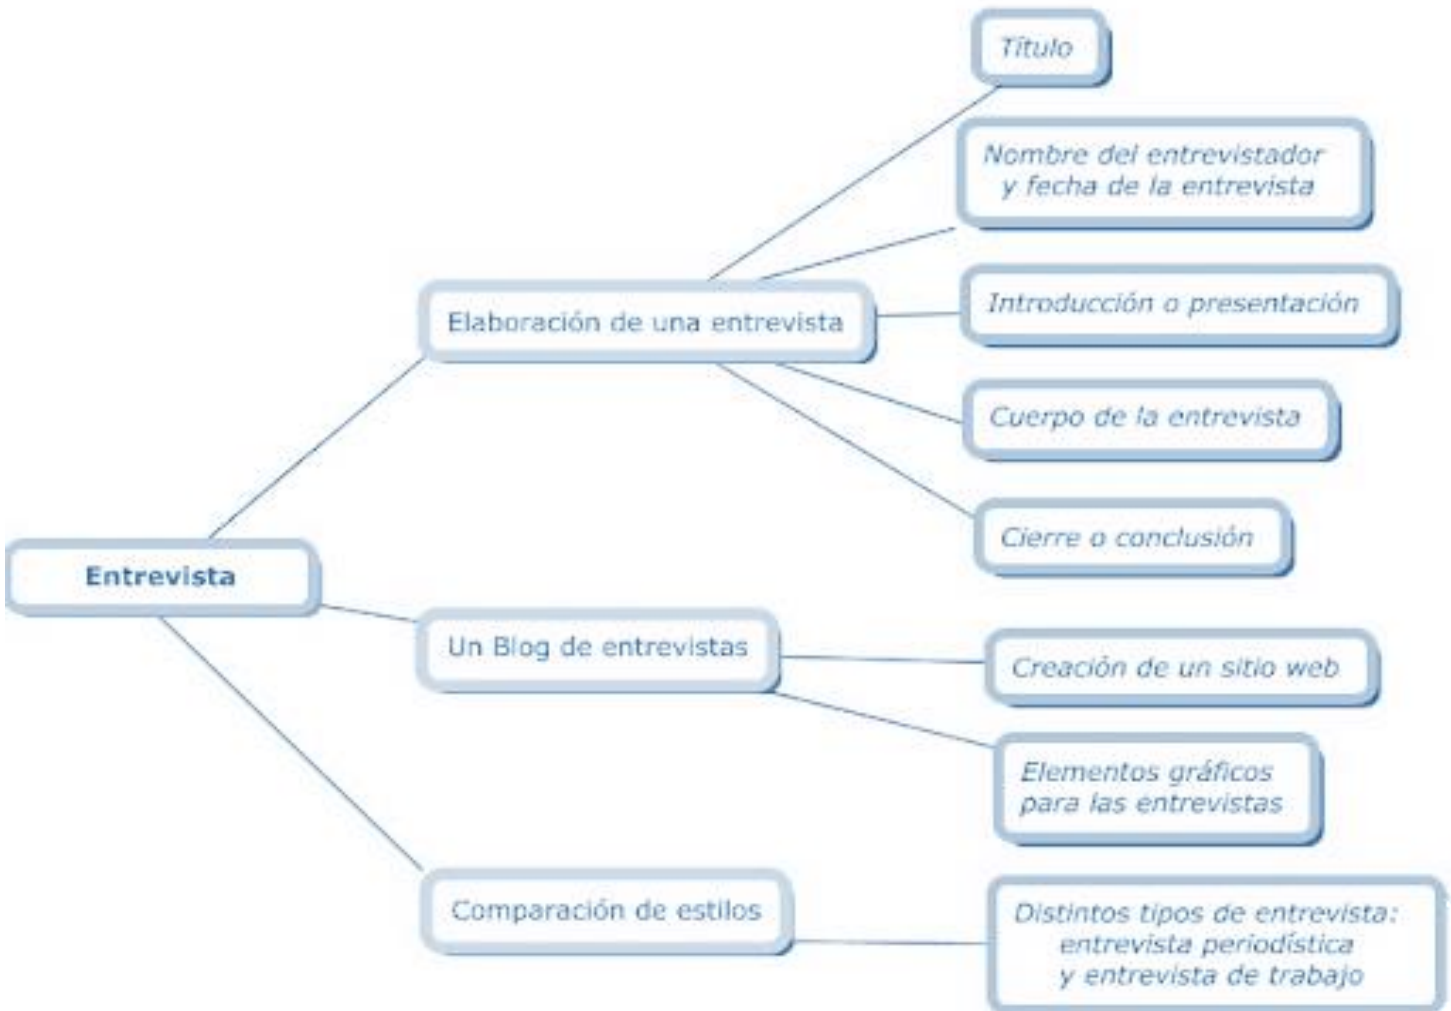 Título
Nombre del entrevistador
y fecha de la entrevista
Introducción o presentación
Elaboración de una entrevista
Cuerpo de la entrevista
Cierre o conclusión
Entrevista
Un Blog de entrevistas
Creación de un sitio web
Elementos gráficos
para las entrevistas
Comparación de estilos
Distintos tipos de entrevista:
entrevista periodística
y entrevista de trabajo